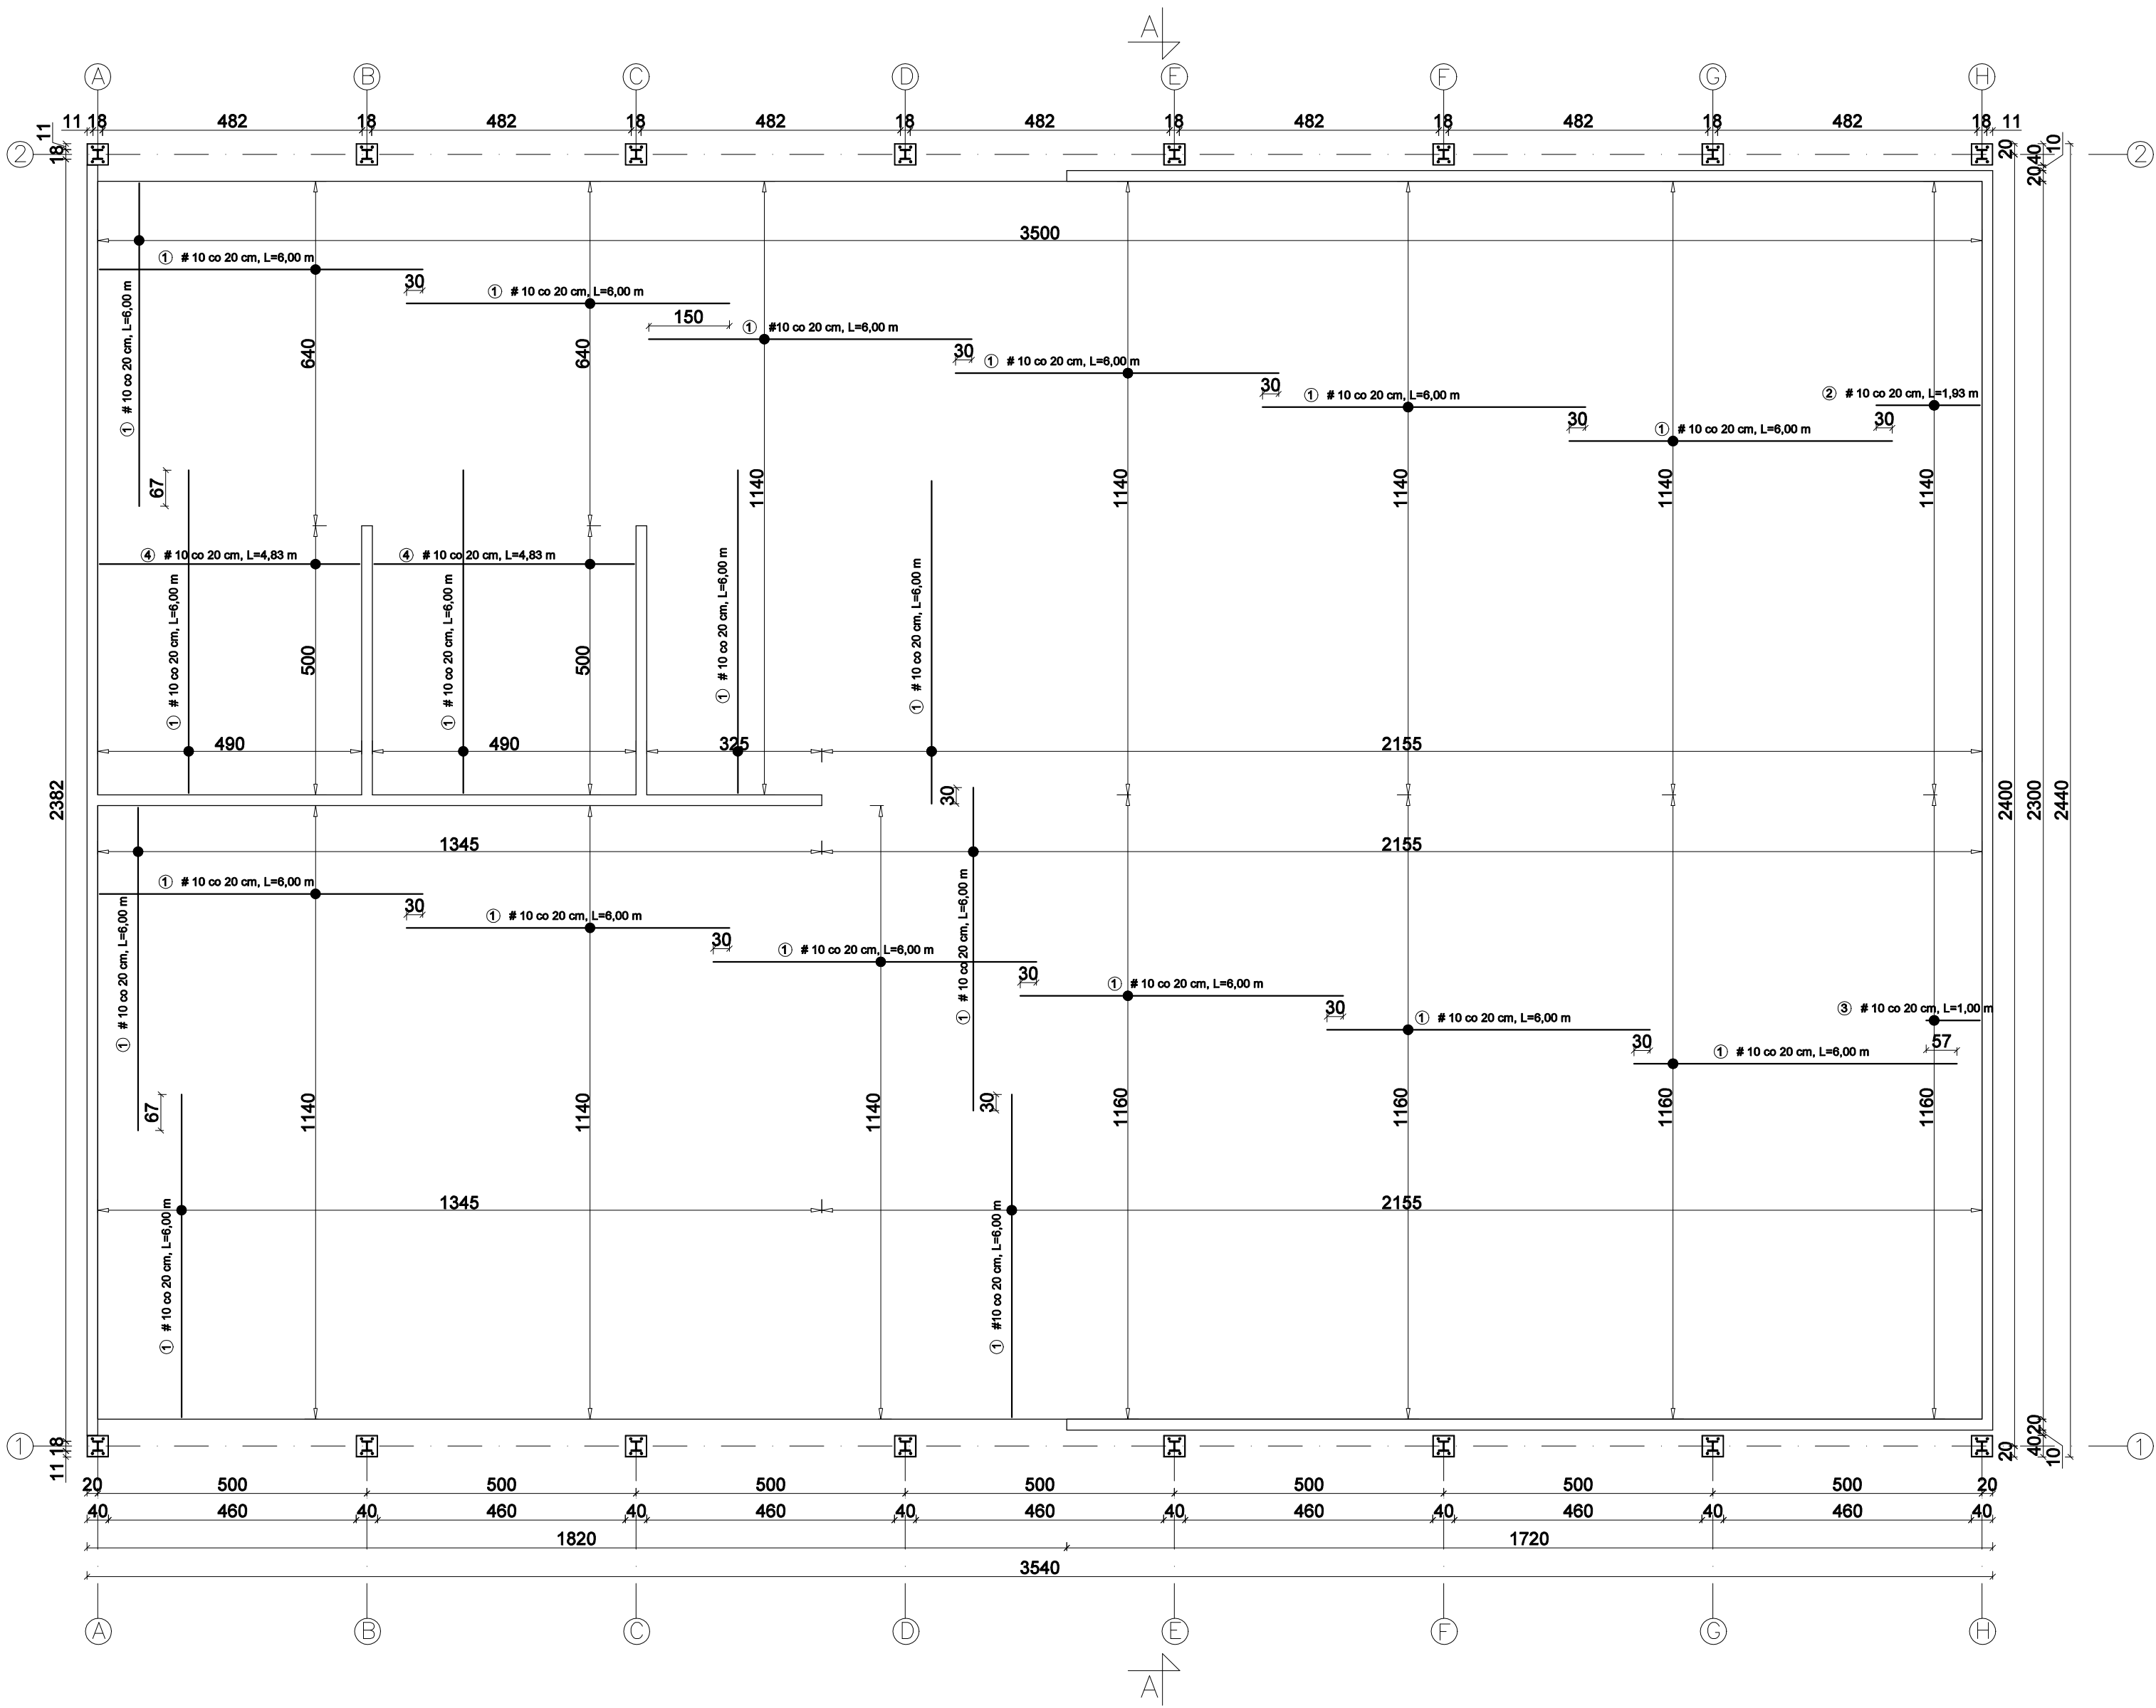 A
A B C D E F G H
11 18 482 18 482 18 482 18 482 18 482 18 482 18 482 18 11
11
18
10
20
2040
2 2
3500
① # 10 co 20 cm, L=6,00 m
30
① # 10 co 20 cm, L=6,00 m
① # 10 co 20 cm, L=6,00 m
150
① #10 co 20 cm, L=6,00 m
640 640
30
① # 10 co 20 cm, L=6,00 m
30
① # 10 co 20 cm, L=6,00 m
② # 10 co 20 cm, L=1,93 m
30 30
① # 10 co 20 cm, L=6,00 m
67
1140 1140 1140 1140 1140
④ # 10 co 20 cm, L=4,83 m
④ # 10 co 20 cm, L=4,83 m
① # 10 co 20 cm, L=6,00 m
① # 10 co 20 cm, L=6,00 m
① # 10 co 20 cm, L=6,00 m
① # 10 co 20 cm, L=6,00 m
500 500
490 490 325 2155
2382
30
2400 2300 2440
1345 2155
① # 10 co 20 cm, L=6,00 m
30
① # 10 co 20 cm, L=6,00 m
① # 10 co 20 cm, L=6,00 m
① # 10 co 20 cm, L=6,00 m
30
① # 10 co 20 cm, L=6,00 m
30
① # 10 co 20 cm, L=6,00 m
30
① # 10 co 20 cm, L=6,00 m
③ # 10 co 20 cm, L=1,00 m
30 57
① # 10 co 20 cm, L=6,00 m
67
30
1140 1140 1140 1160 1160 1160 1160
1345 2155
① # 10 co 20 cm, L=6,00 m
① #10 co 20 cm, L=6,00 m
1 1
18
11
20
4020
10
20 500 500 500 500 500 500 500 20
40 460 40 460 40 460 40 460 40 460 40 460 40 460 40
1820 1720
3540
A B C D E F G H
A